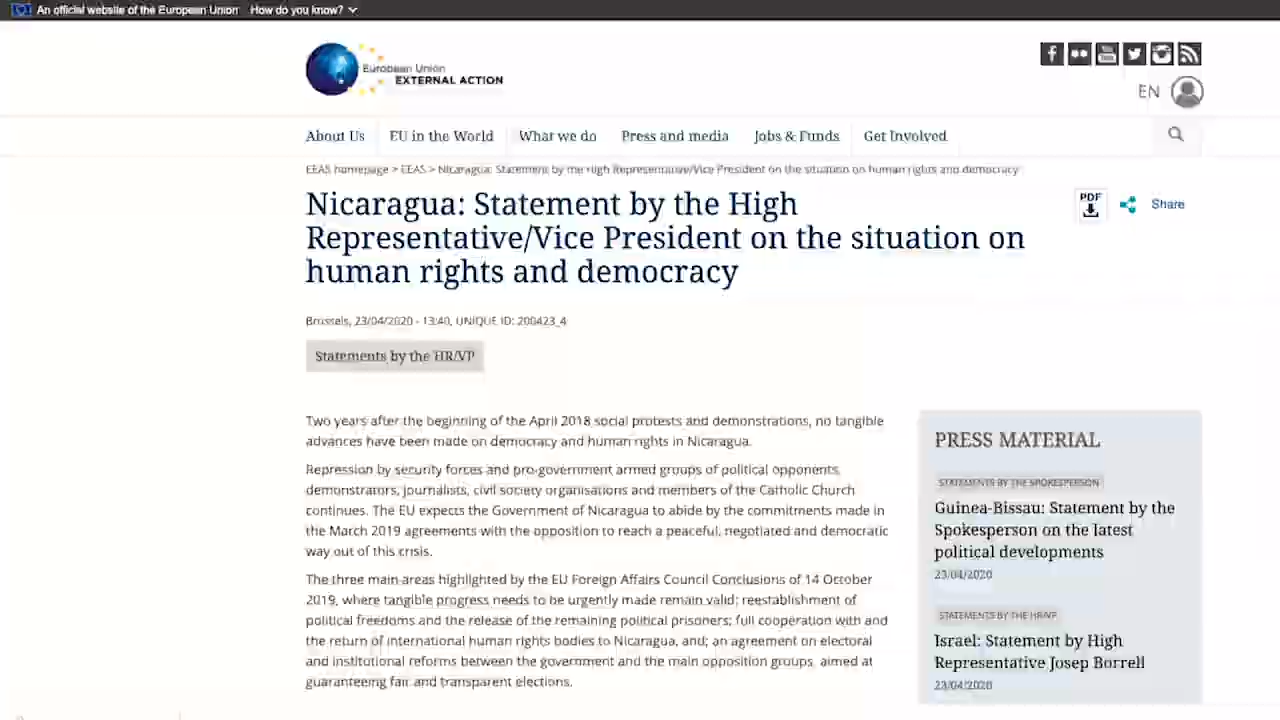 An official website of the European Union How do you know?
European Union
EXTERNAL ACTION
EN
About Us EU in the World What we do Press and media Jobs & Funds Get Involved
EEAS homepage > EEAS > Nicaragua: Statement by the High Representative/Vice President on the situation on human rights and democracy
Nicaragua: Statement by the High
Representative/Vice President on the situation on
human rights and democracy
PDF
Share
Brussels, 23/04/2020 - 13:40, UNIQUE ID: 200423_4
Statements by the HR/VP
Two years after the beginning of the April 2018 social protests and demonstrations, no tangible
advances have been made on democracy and human rights in Nicaragua.
Repression by security forces and pro-government armed groups of political opponents,
demonstrators, journalists, civil society organisations and members of the Catholic Church
continues. The EU expects the Government of Nicaragua to abide by the commitments made in
the March 2019 agreements with the opposition to reach a peaceful, negotiated and democratic
way out of this crisis.
The three main areas highlighted by the EU Foreign Affairs Council Conclusions of 14 October
2019, where tangible progress needs to be urgently made remain valid: reestablishment of
political freedoms and the release of the remaining political prisoners; full cooperation with and
the return of international human rights bodies to Nicaragua, and; an agreement on electoral
and institutional reforms between the government and the main opposition groups, aimed at
guaranteeing fair and transparent elections.
PRESS MATERIAL
STATEMENTS BY THE SPOKESPERSON
Guinea-Bissau: Statement by the
Spokesperson on the latest
political developments
23/04/2020
STATEMENTS BY THE HR/VP
Israel: Statement by High
Representative Josep Borrell
23/04/2020